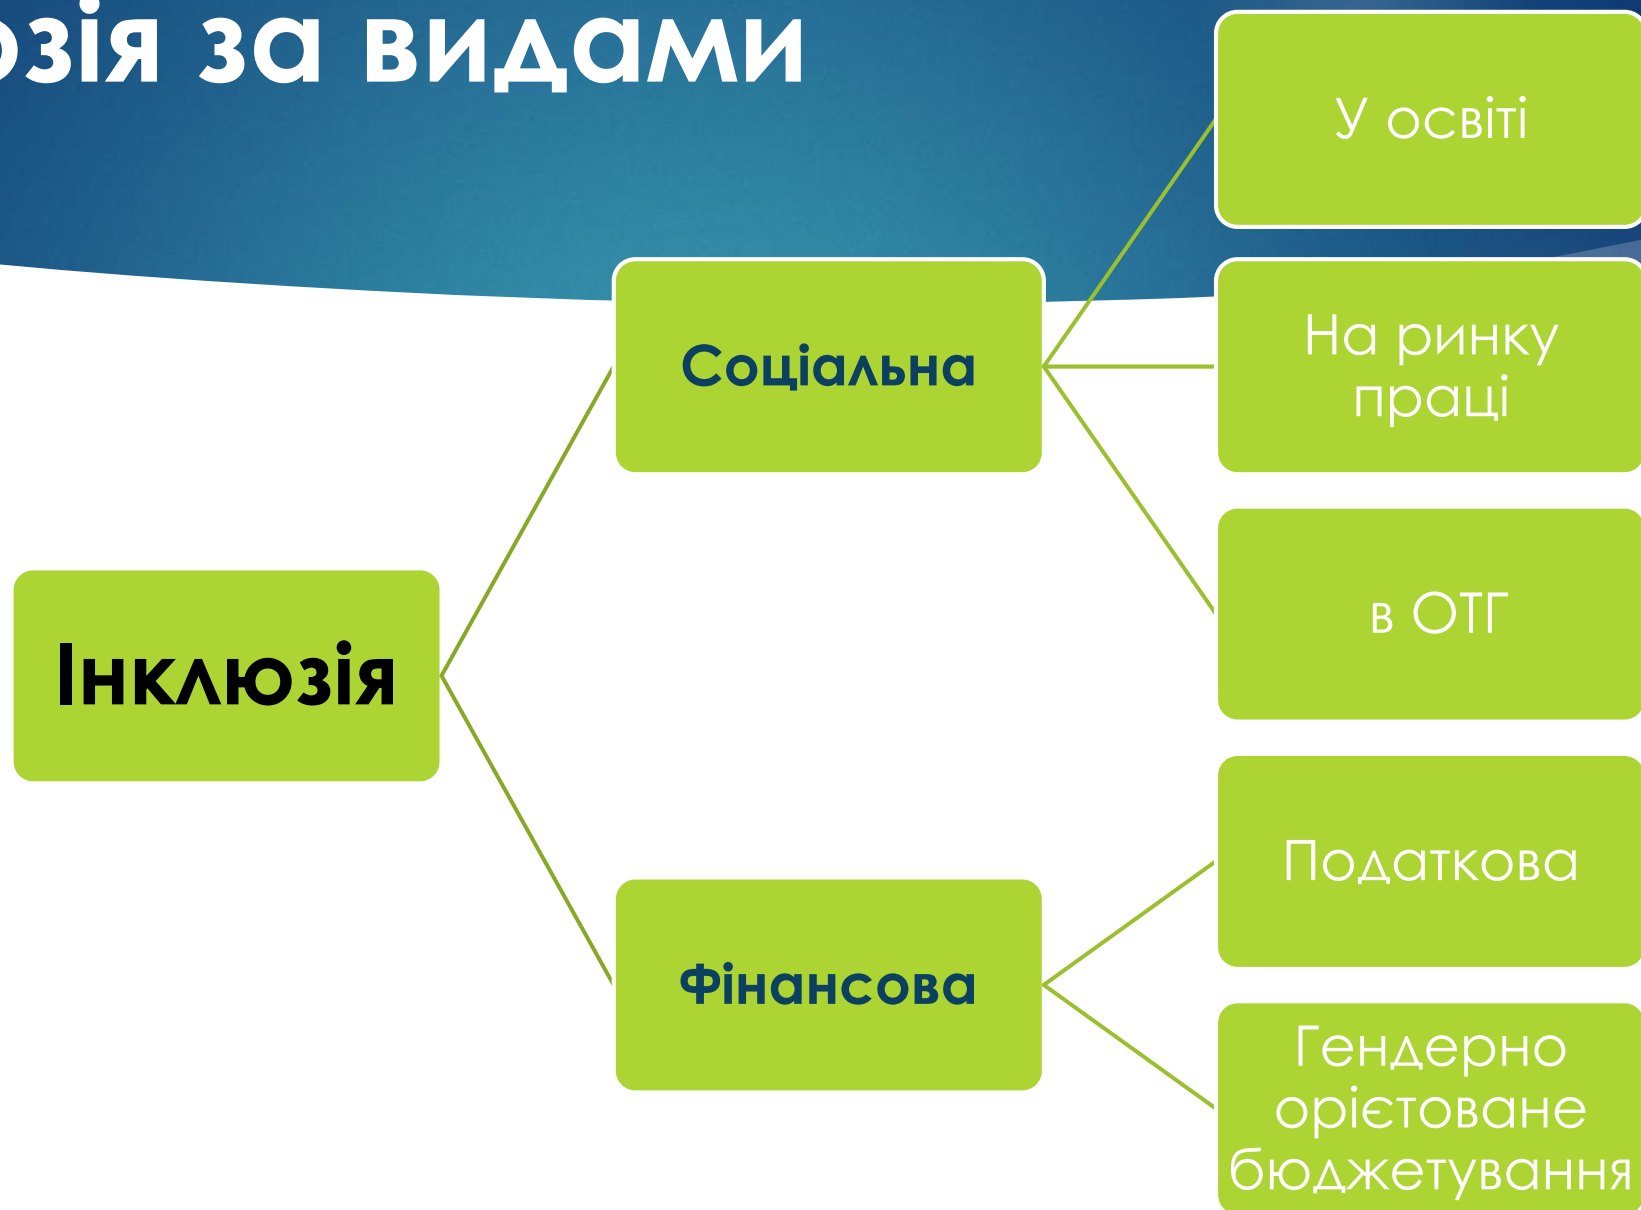 озія за видами
У освіті
На ринку
праці
Соціальна
в ОТГ
Інклюзія
Податкова
Фінансова
Гендерно
орієтоване
бюджетування